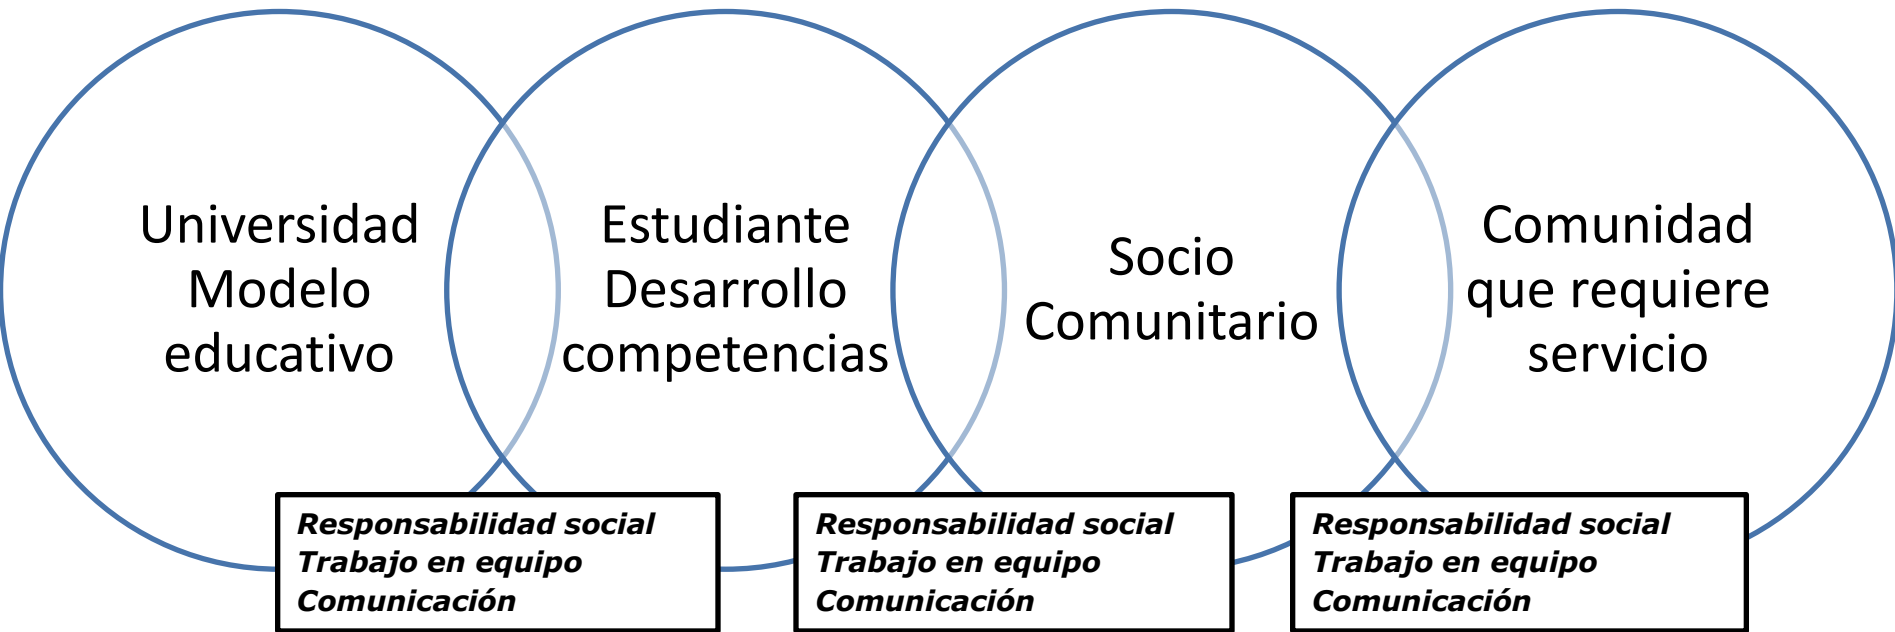 Universidad
Modelo
educativo
Estudiante
Desarrollo
competencias
Socio
Comunitario
Comunidad
que requiere
servicio
Responsabilidad social
Trabajo en equipo
Comunicación
Responsabilidad social
Trabajo en equipo
Comunicación
Responsabilidad social
Trabajo en equipo
Comunicación